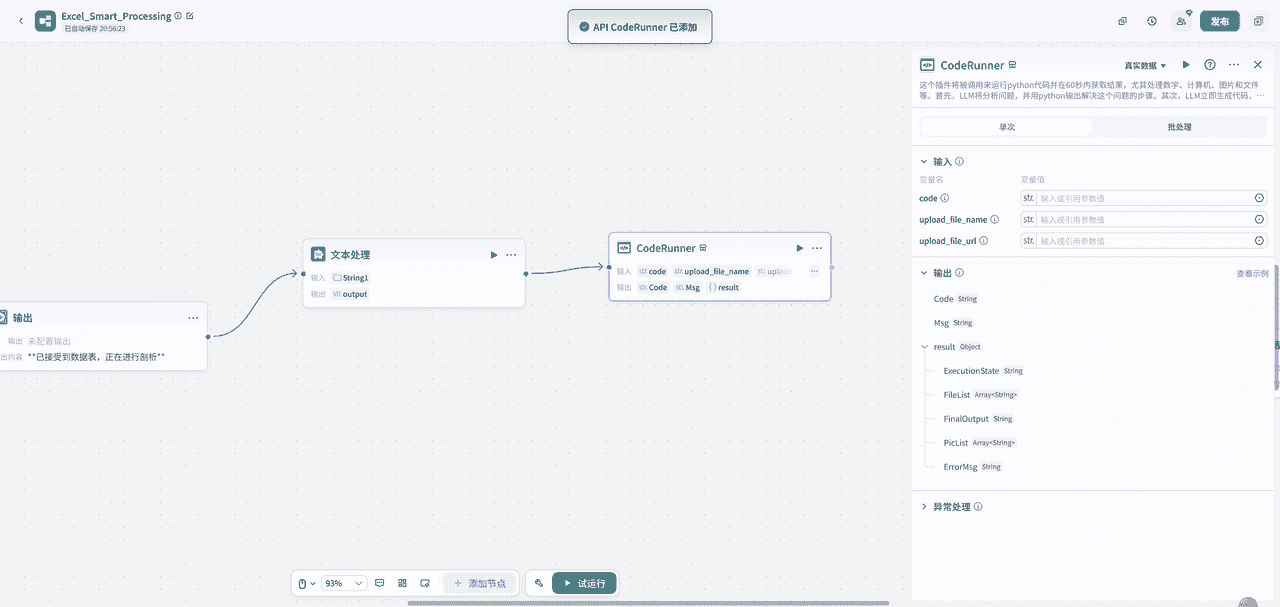 Excel_Smart_Processing
已自动保存 20:56:23
API CodeRunner 已添加
发布
输出
输出 未配置输出
出内容 **已接受到数据表，正在进行剖析**
文本处理
输入 String1
输出 str. output
CodeRunner
输入 str. code str. upload_file_name str. upload
输出 str. Code str. Msg { } result
93%
添加节点
试运行
CodeRunner
真实数据
这个插件将被调用来运行python代码并在60秒内获取结果，尤其处理数学、计算机、图片和文件
等。首先，LLM将分析问题，并用python输出解决这个问题的步骤。其次，LLM立即生成代码，...
单次 批处理
输入
变量名 变量值
code str. 输入或引用参数值
upload_file_name str. 输入或引用参数值
upload_file_url str. 输入或引用参数值
输出 查看示例
Code String
Msg String
result Object
ExecutionState String
FileList Array<String>
FinalOutput String
PicList Array<String>
ErrorMsg String
异常处理